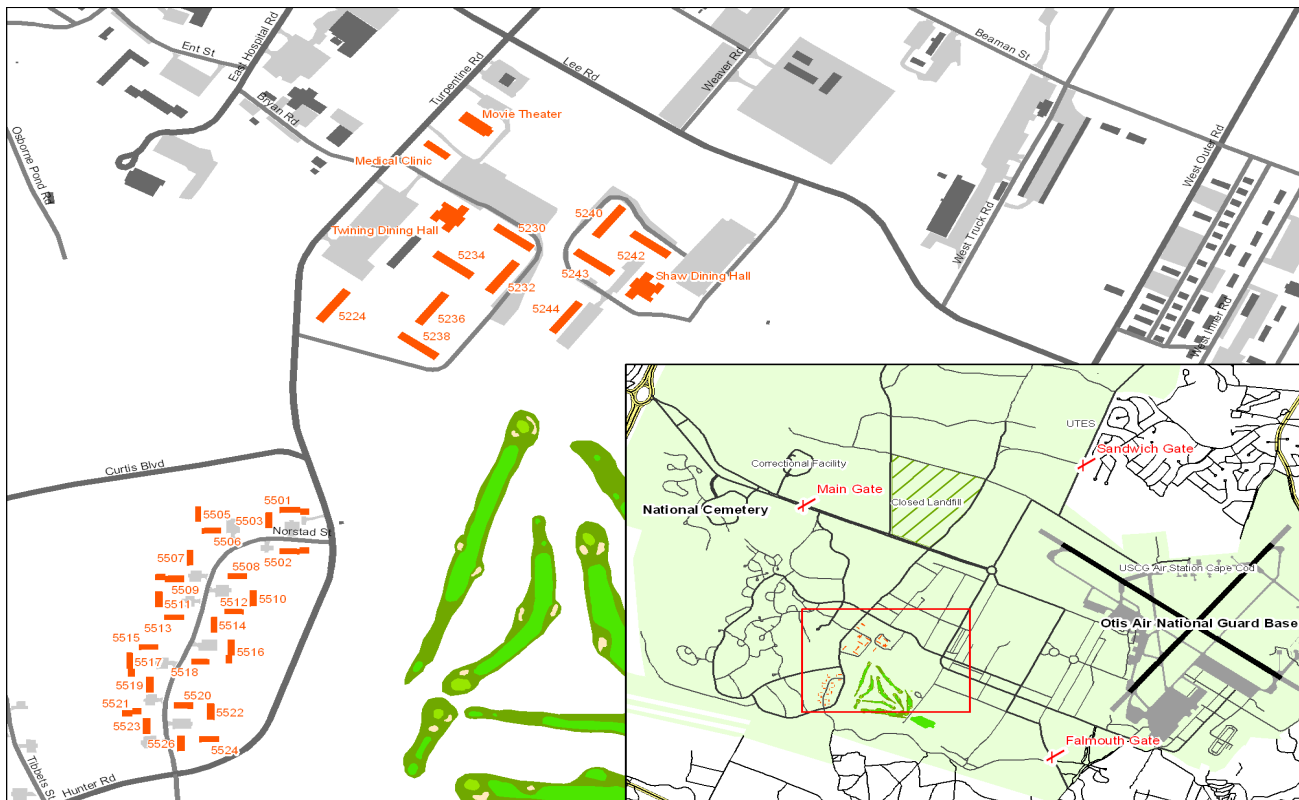 Ent St
East Hospital Rd
Bryan Rd
Osborne Pond Rd
Turpentine Rd
Lee Rd
Weaver Rd
Beaman St
West Outer Rd
West Truck Rd
West Inner Rd
Movie Theater
Medical Clinic
Twining Dining Hall
5230
5234
5232
5224
5236
5238
5240
5242
5243
5244
Shaw Dining Hall
Curtis Blvd
5501
5505
5503
Norstad St
5506
5502
5507
5508
5509
5511
5512
5510
5513
5514
5515
5516
5517
5518
5519
5520
5521
5522
5523
5526
5524
Tibbets St
Hunter Rd
UTES
Sandwich Gate
Correctional Facility
Main Gate
Closed Landfill
National Cemetery
USCG Air Station Cape Cod
Otis Air National Guard Base
Falmouth Gate